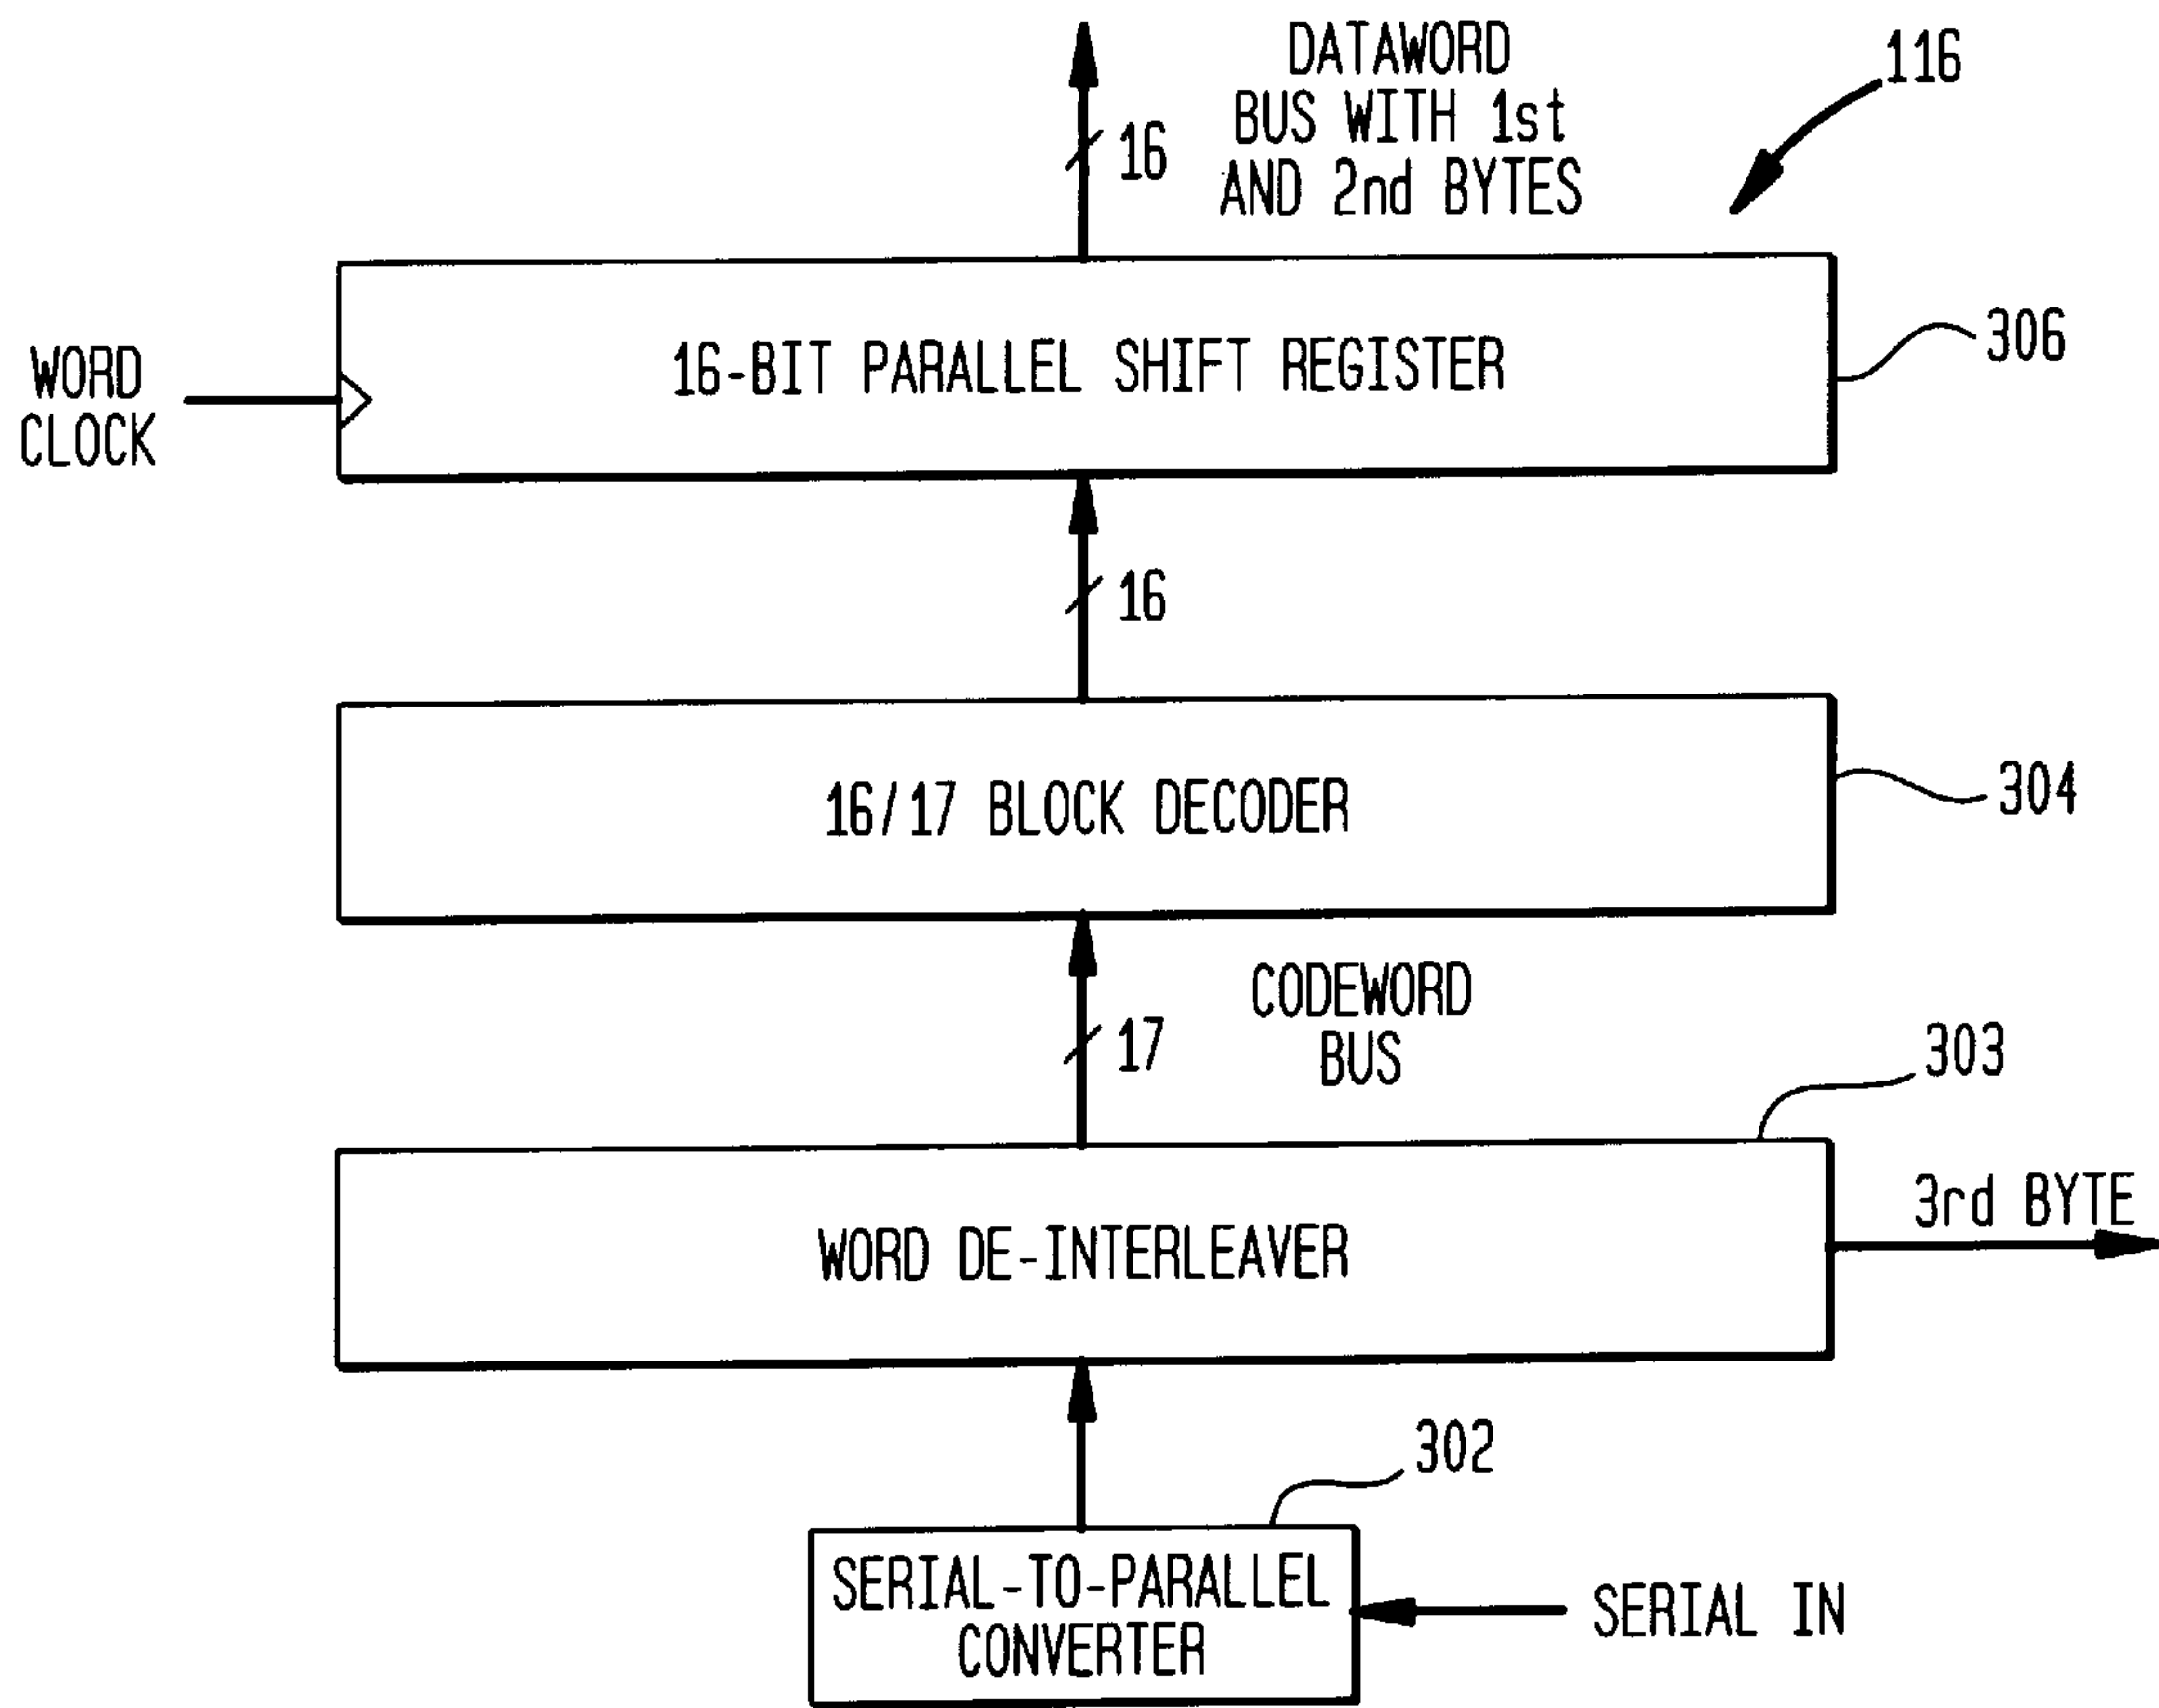 DATAWORD
BUS WITH 1st
AND 2nd BYTES
116
16
WORD
CLOCK
16-BIT PARALLEL SHIFT REGISTER
306
16
16/17 BLOCK DECODER
304
CODEWORD
BUS
17
303
WORD DE-INTERLEAVER
3rd BYTE
302
SERIAL-TO-PARALLEL
CONVERTER
SERIAL IN